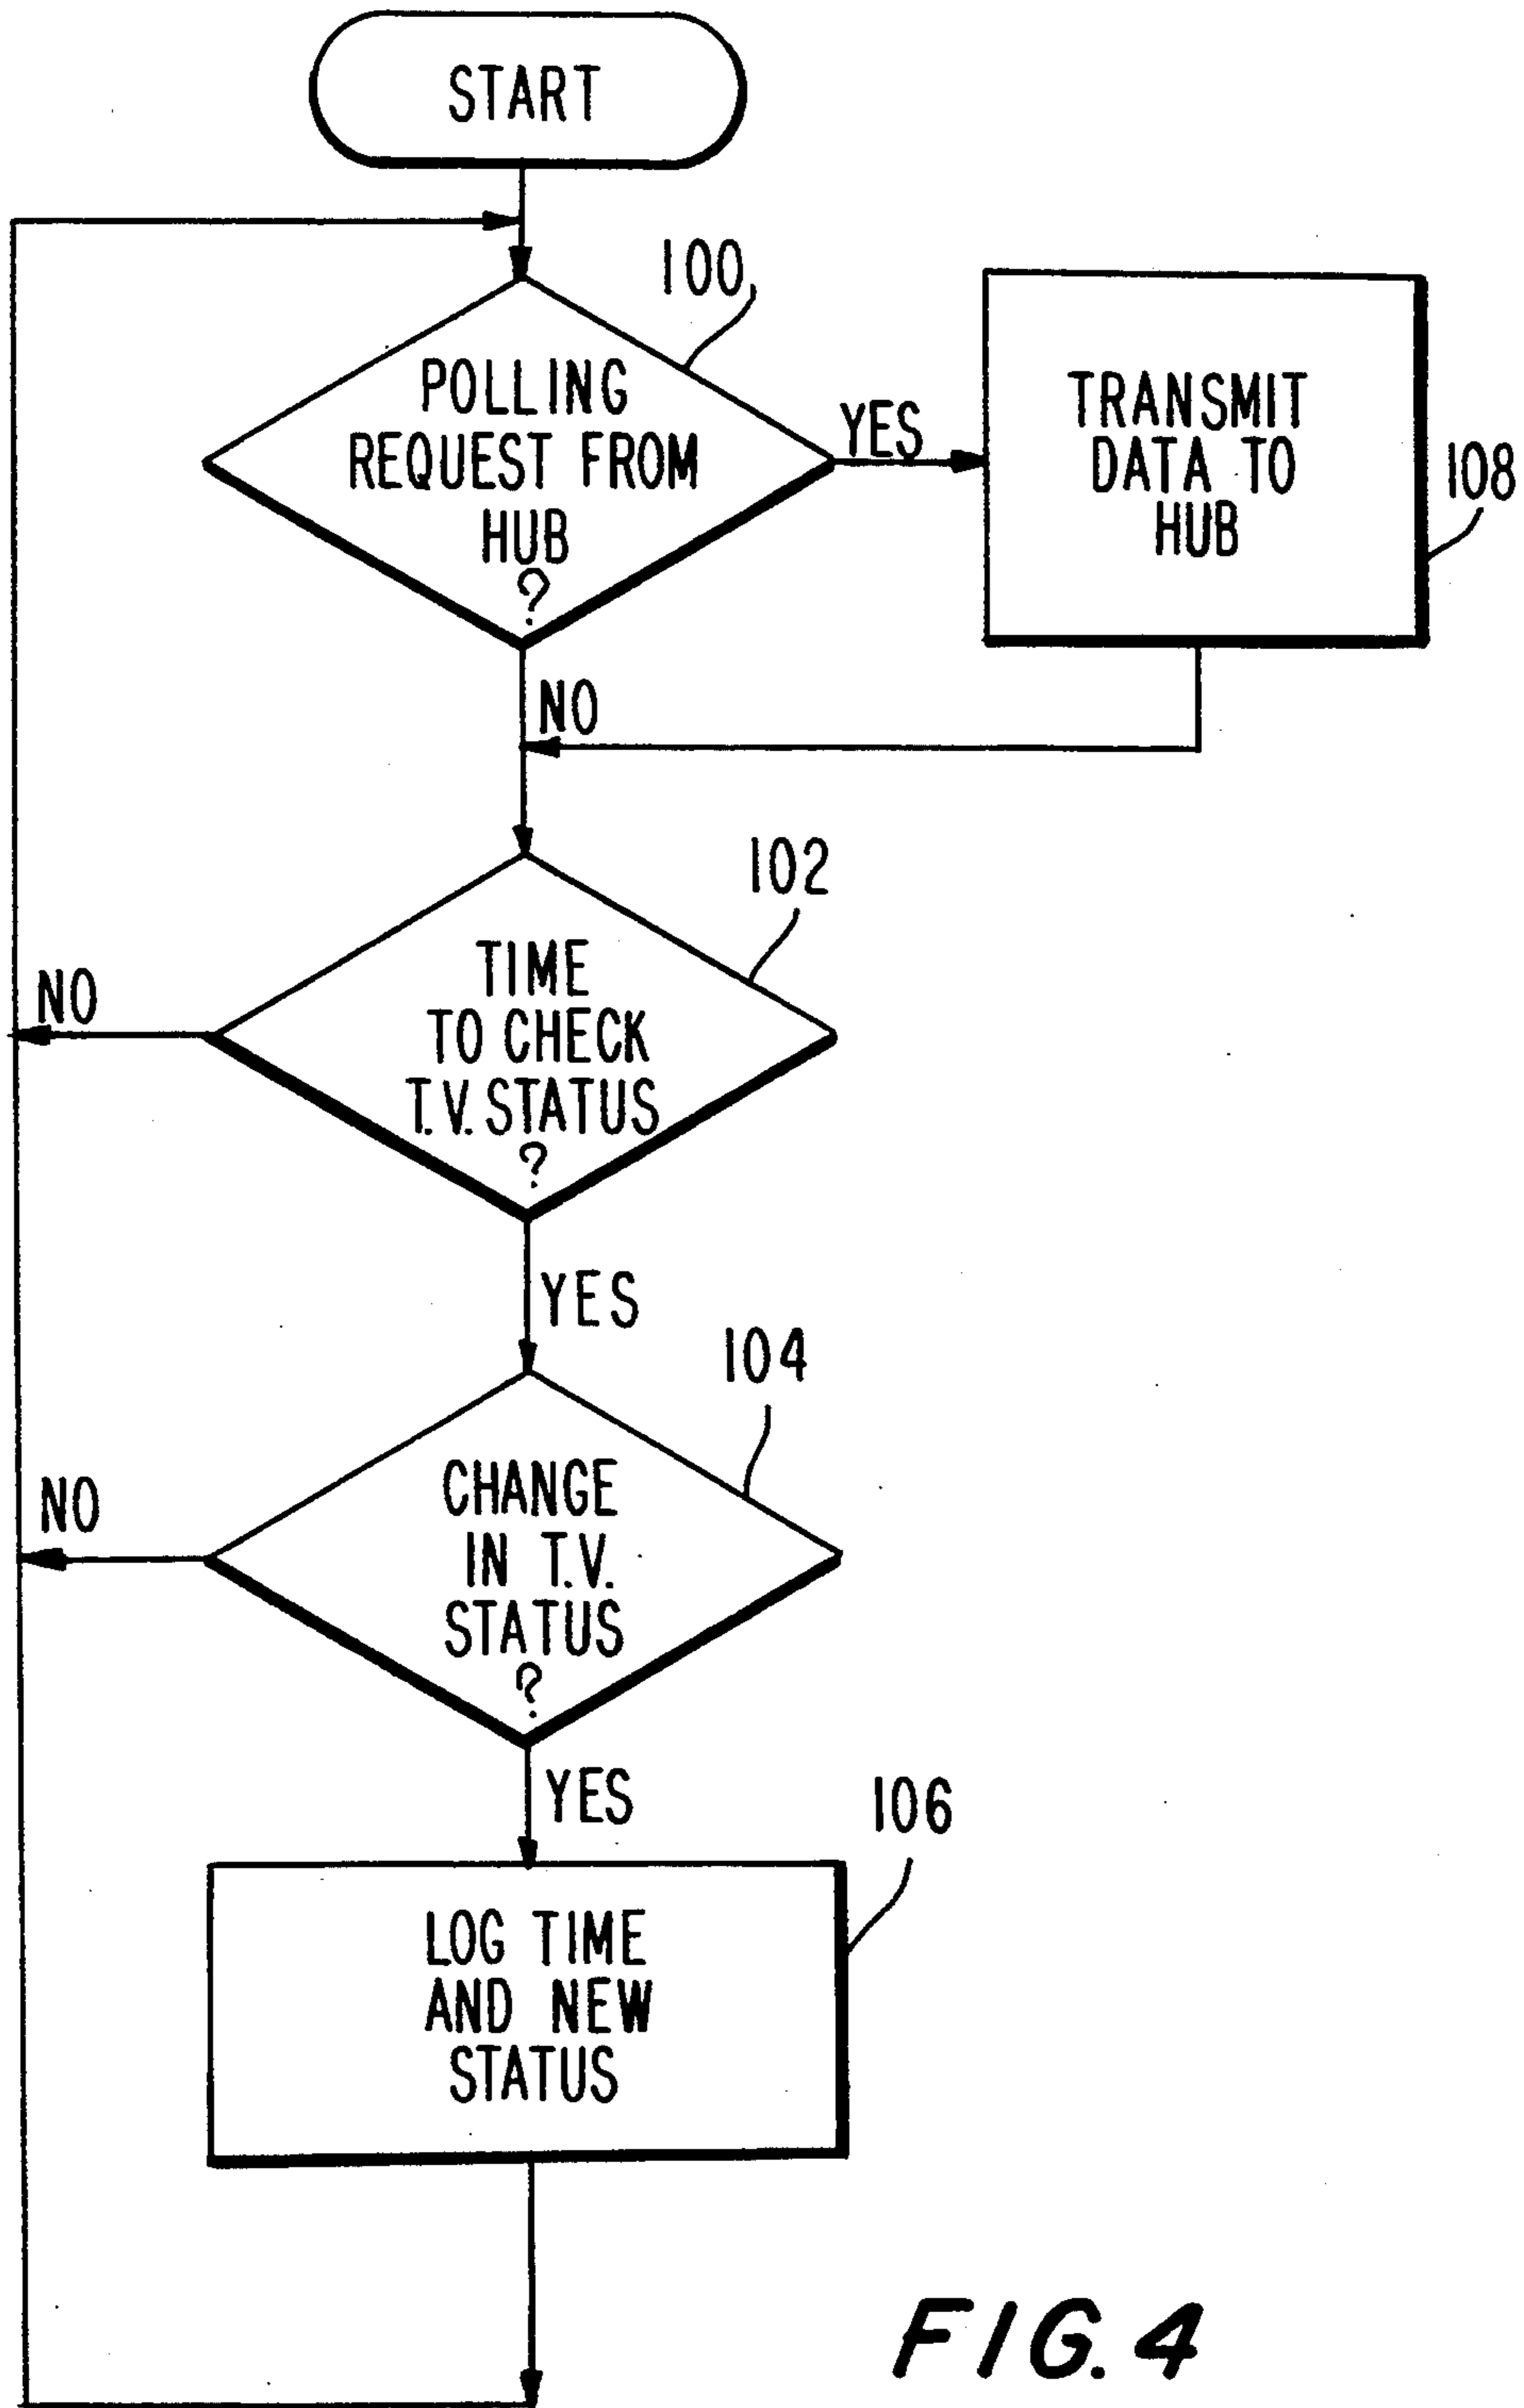 START
100
POLLING
REQUEST FROM
HUB
?
YES
TRANSMIT
DATA TO
HUB
108
NO
102
TIME
TO CHECK
T.V. STATUS
?
NO
YES
104
CHANGE
IN T.V.
STATUS
?
NO
YES
106
LOG TIME
AND NEW
STATUS
FIG. 4